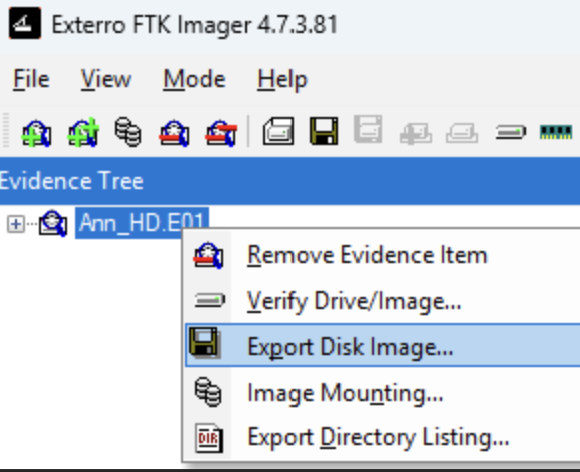 Exterro FTK Imager 4.7.3.81
File View Mode Help
Evidence Tree
Ann_HD.E01
Remove Evidence Item
Verify Drive/Image...
Export Disk Image...
Image Mounting...
DIR Export Directory Listing...